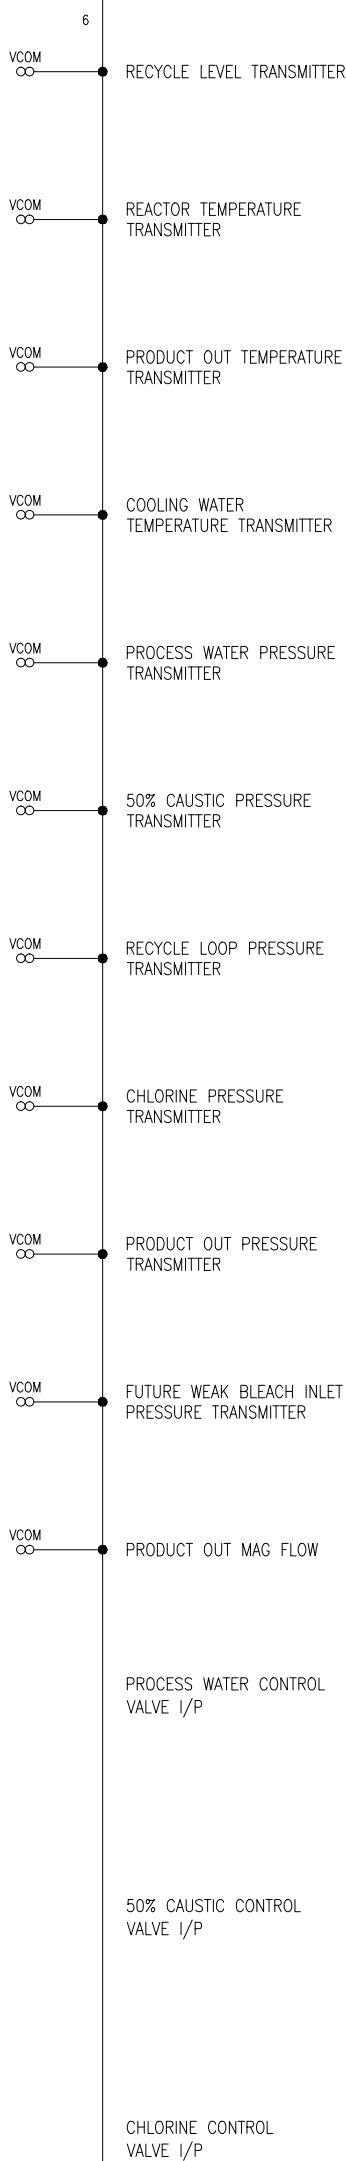 6
VCOM
RECYCLE LEVEL TRANSMITTER
VCOM
REACTOR TEMPERATURE
TRANSMITTER
VCOM
PRODUCT OUT TEMPERATURE
TRANSMITTER
VCOM
COOLING WATER
TEMPERATURE TRANSMITTER
VCOM
PROCESS WATER PRESSURE
TRANSMITTER
VCOM
50% CAUSTIC PRESSURE
TRANSMITTER
VCOM
RECYCLE LOOP PRESSURE
TRANSMITTER
VCOM
CHLORINE PRESSURE
TRANSMITTER
VCOM
PRODUCT OUT PRESSURE
TRANSMITTER
VCOM
FUTURE WEAK BLEACH INLET
PRESSURE TRANSMITTER
VCOM
PRODUCT OUT MAG FLOW
PROCESS WATER CONTROL
VALVE I/P
50% CAUSTIC CONTROL
VALVE I/P
CHLORINE CONTROL
VALVE I/P